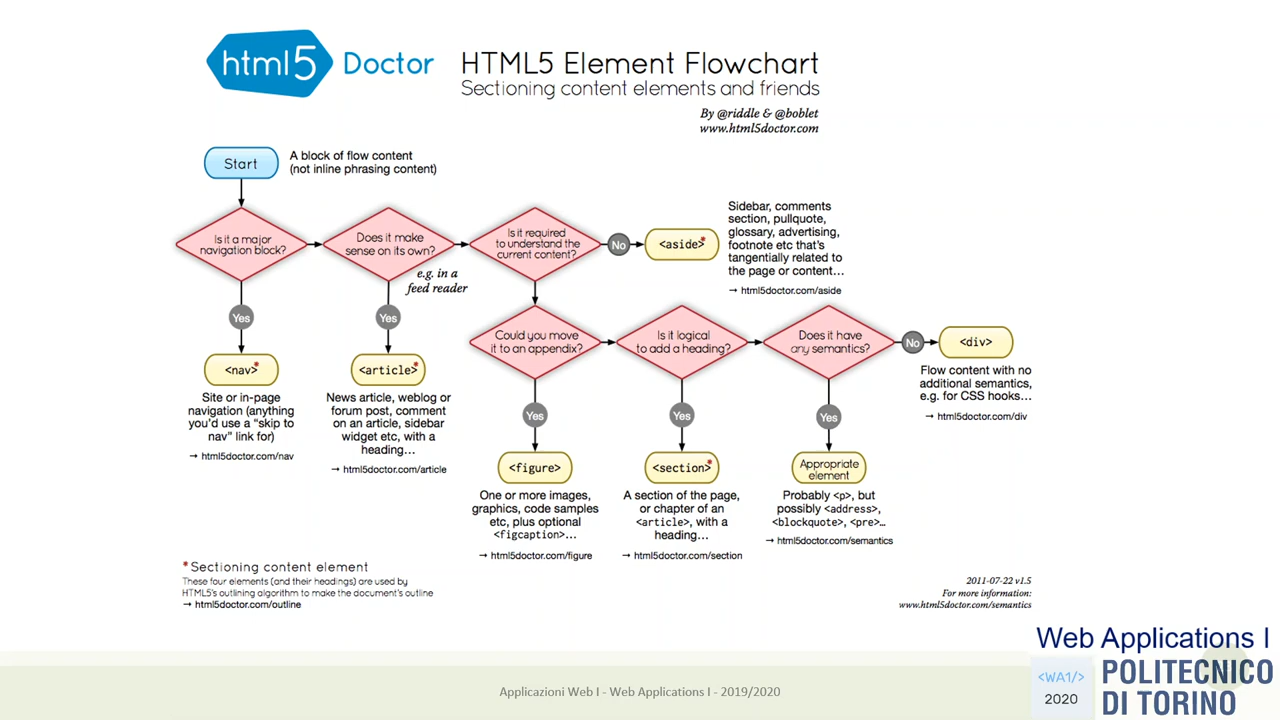 html5 Doctor
HTML5 Element Flowchart
Sectioning content elements and friends
By @riddle & @boblet
www.html5doctor.com
Start
A block of flow content
(not inline phrasing content)
Is it a major
navigation block?
Does it make
sense on its own?
e.g. in a
feed reader
Is it required
to understand the
current content?
No
<aside>*
Sidebar, comments
section, pullquote,
glossary, advertising,
footnote etc that's
tangentially related to
the page or content…
→ html5doctor.com/aside
Yes
<nav>*
Site or in-page
navigation (anything
you'd use a “skip to
nav” link for)
→ html5doctor.com/nav
Yes
<article>*
News article, weblog or
forum post, comment
on an article, sidebar
widget etc, with a
heading…
→ html5doctor.com/article
Could you move
it to an appendix?
Is it logical
to add a heading?
Does it have
any semantics?
No
<div>
Flow content with no
additional semantics,
e.g. for CSS hooks…
→ html5doctor.com/div
Yes
<figure>
One or more images,
graphics, code samples
etc, plus optional
<figcaption>…
→ html5doctor.com/figure
Yes
<section>*
A section of the page,
or chapter of an
<article>, with a
heading…
→ html5doctor.com/section
Yes
Appropriate
element
Probably <p>, but
possibly <address>,
<blockquote>, <pre>…
→ html5doctor.com/semantics
*Sectioning content element
These four elements (and their headings) are used by
HTML5's outlining algorithm to make the document's outline
→ html5doctor.com/outline
2011-07-22 v1.5
For more information:
www.html5doctor.com/semantics
Web Applications I
<WA1/>
2020
POLITECNICO
DI TORINO
Applicazioni Web I - Web Applications I - 2019/2020